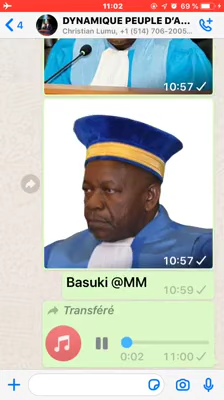 11:02
69 %
4
DYNAMIQUE PEUPLE D'A...
Christian Lumu, +1 (514) 706-2005...
10:57
10:57
Basuki @MM
10:59
Transféré
0:02
11:00